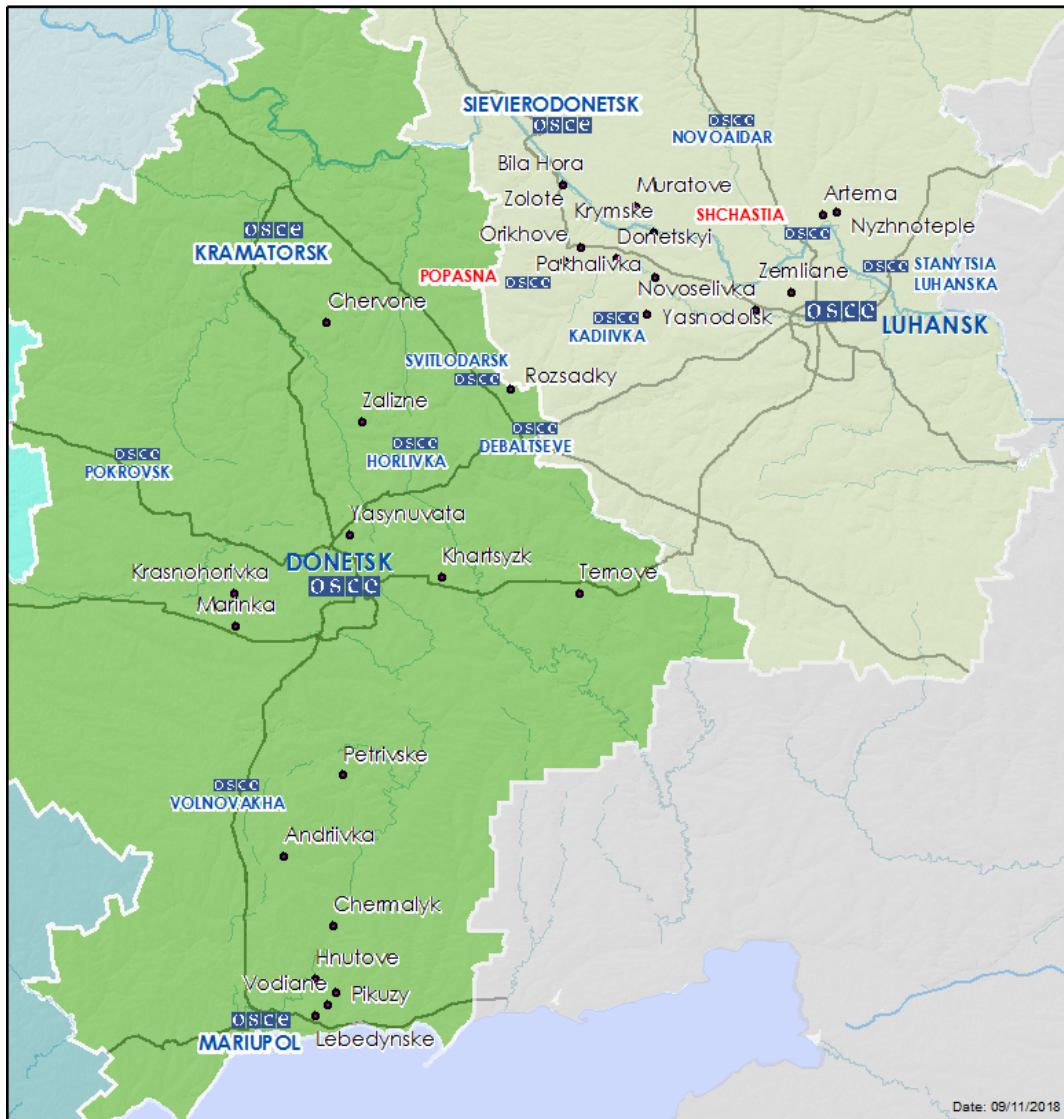 SIEVIERODONETSK
osce
osce
NOVOAIDAR
Bila Hora
Zolote
Muratove
Krymske
Artema
SHCHASTIA
Nyzhnoteple
osce
KRAMATORSK
Orikhove
Donetskyi
osce
POPASNA
osce
Pakhalivka
Zemliane
osce
STANYTSIA
LUHANSKA
Chervone
Novoselivka
osce
KADIIVKA
Yasnodolsk
osce
LUHANSK
SVITLODARSK
osce
Rozsadky
Zalizne
osce
DEBALTSEVE
osce
HORLIVKA
osce
POKROVSK
Yasynuvata
DONETSK
osce
Khartsyzk
Krasnohorivka
Ternove
Marinka
Petrivske
osce
VOLNOVAKHA
Andriivka
Chermalyk
Hnutove
Vodiane
Pikuzy
osce
MARIUPOL
Lebedynske
Date: 09/11/2018